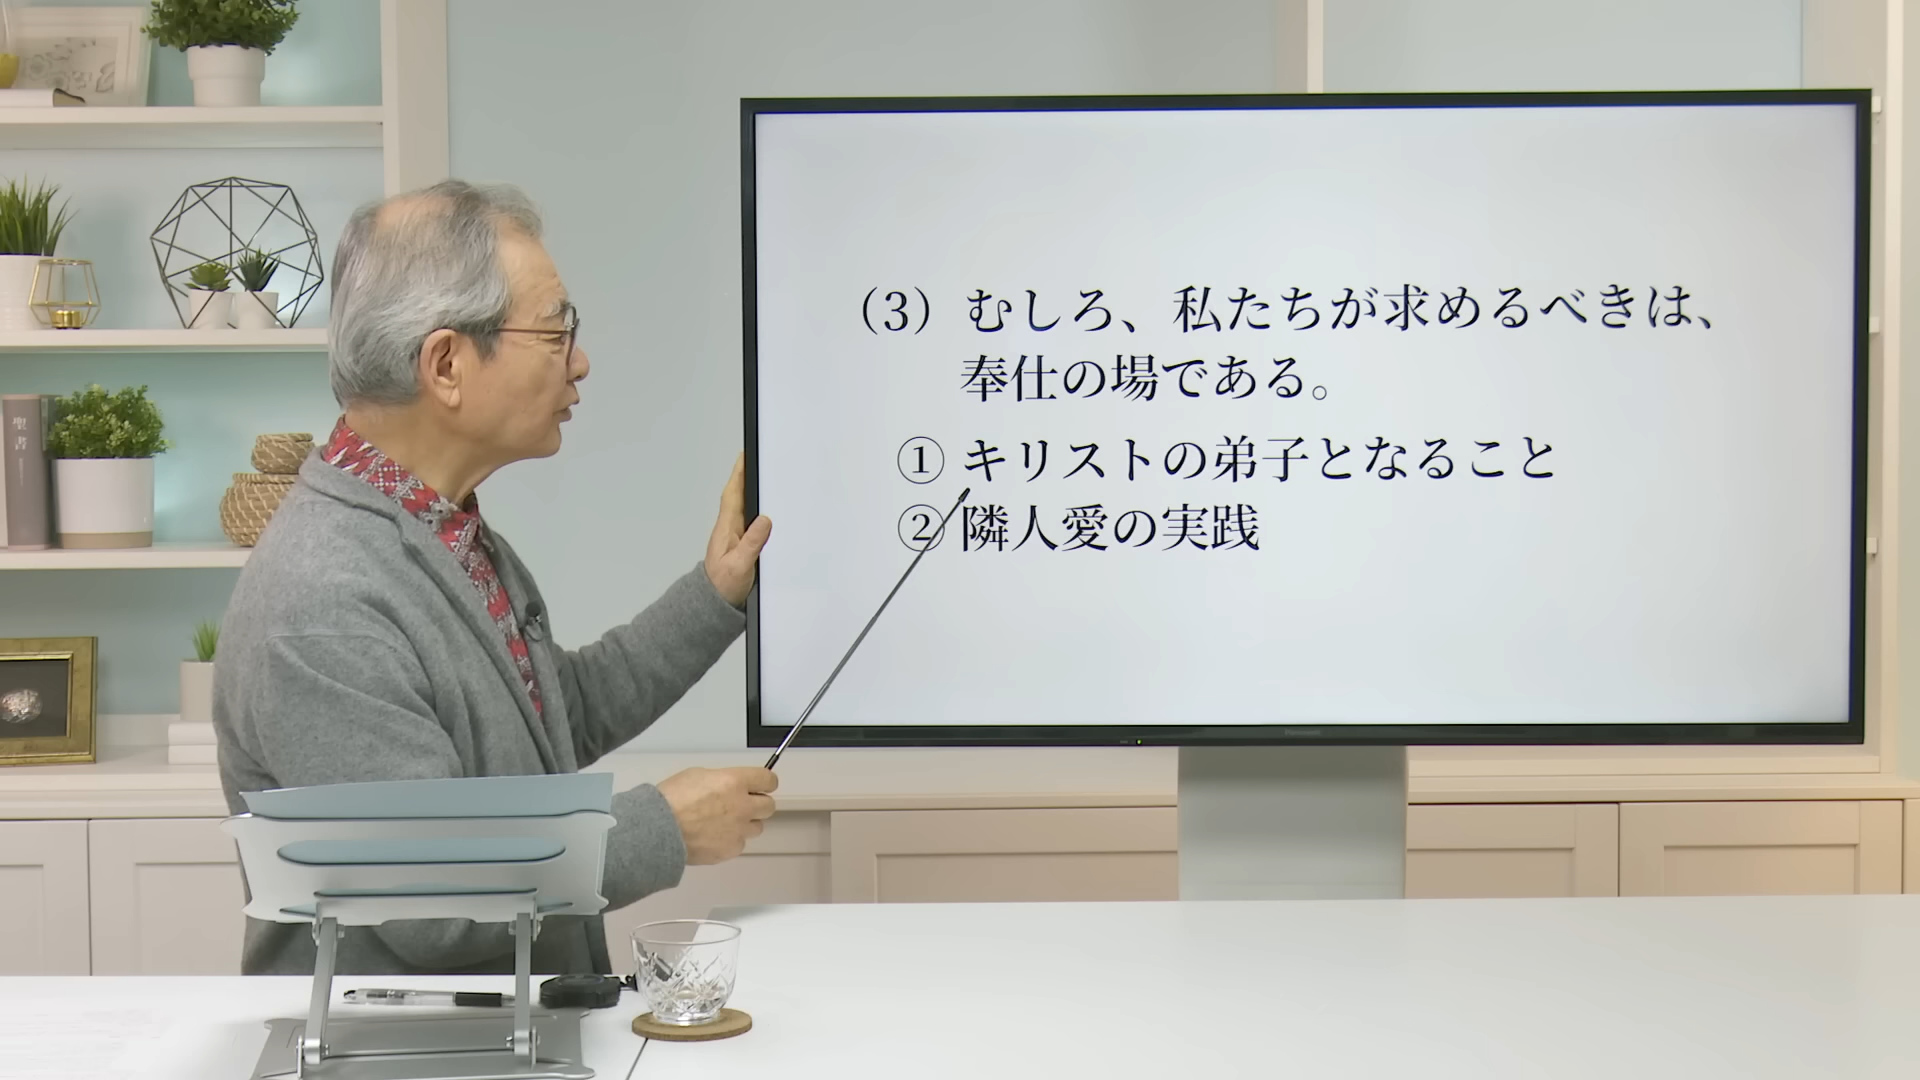 （3）むしろ、私たちが求めるべきは、
奉仕の場である。
① キリストの弟子となること
② 隣人愛の実践
聖書